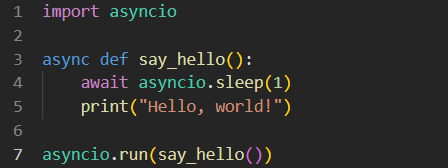 1 import asyncio
2
3 async def say_hello():
4     await asyncio.sleep(1)
5     print("Hello, world!")
6
7 asyncio.run(say_hello())